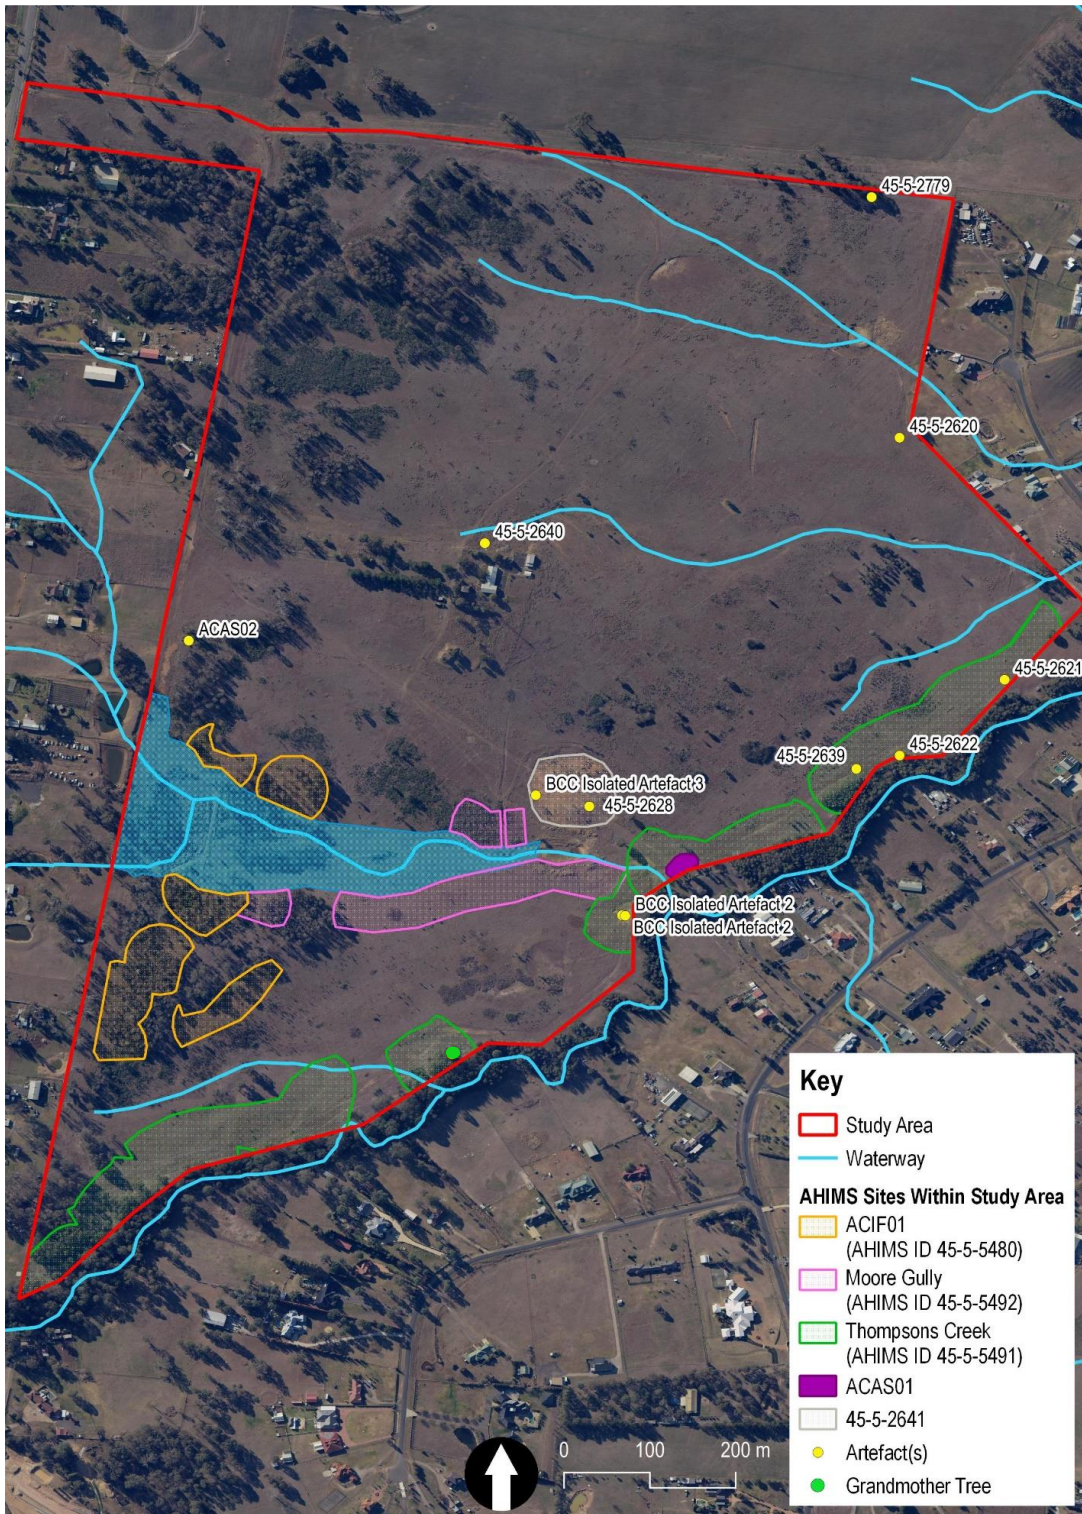 45-5-2779
45-5-2620
45-5-2640
ACAS02
45-5-2621
45-5-2622
45-5-2639
BCC Isolated Artefact 3
45-5-2628
BCC Isolated Artefact 2
BCC Isolated Artefact 2
Key
Study Area
Waterway
AHIMS Sites Within Study Area
ACIF01
(AHIMS ID 45-5-5480)
Moore Gully
(AHIMS ID 45-5-5492)
Thompsons Creek
(AHIMS ID 45-5-5491)
ACAS01
45-5-2641
Artefact(s)
Grandmother Tree
0 100 200 m